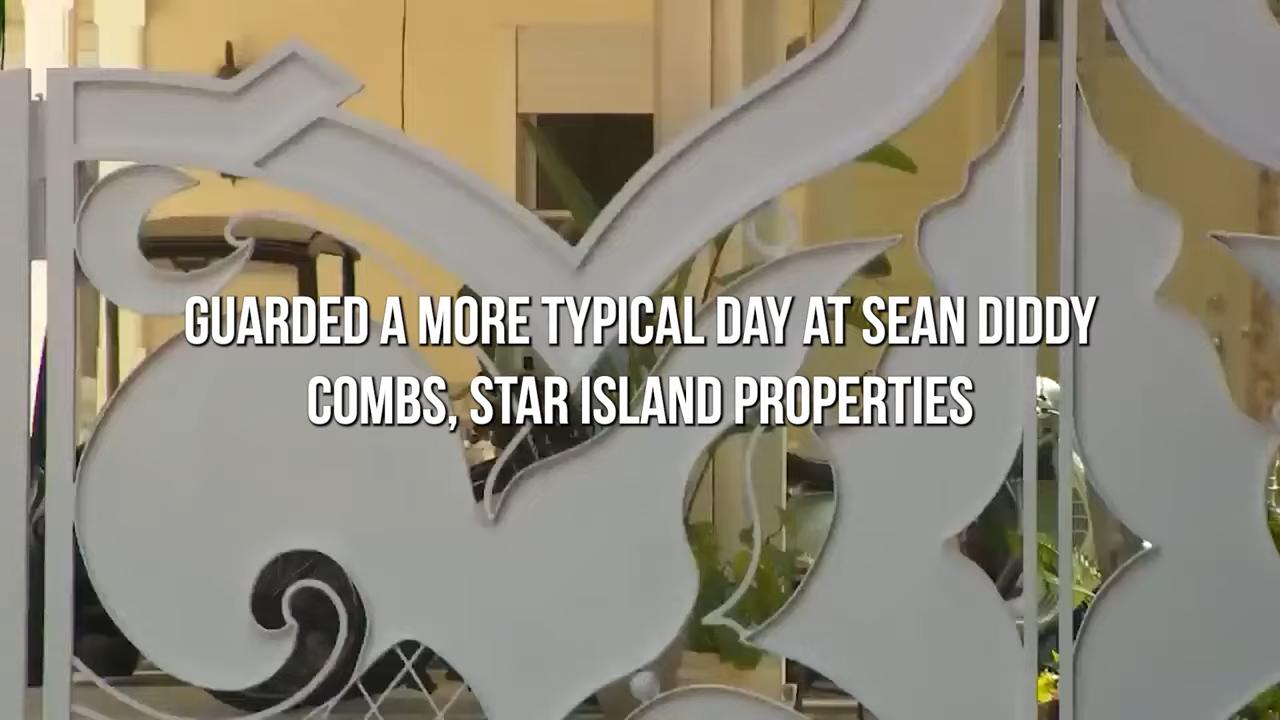 GUARDED A MORE TYPICAL DAY AT SEAN DIDDY
COMBS, STAR ISLAND PROPERTIES